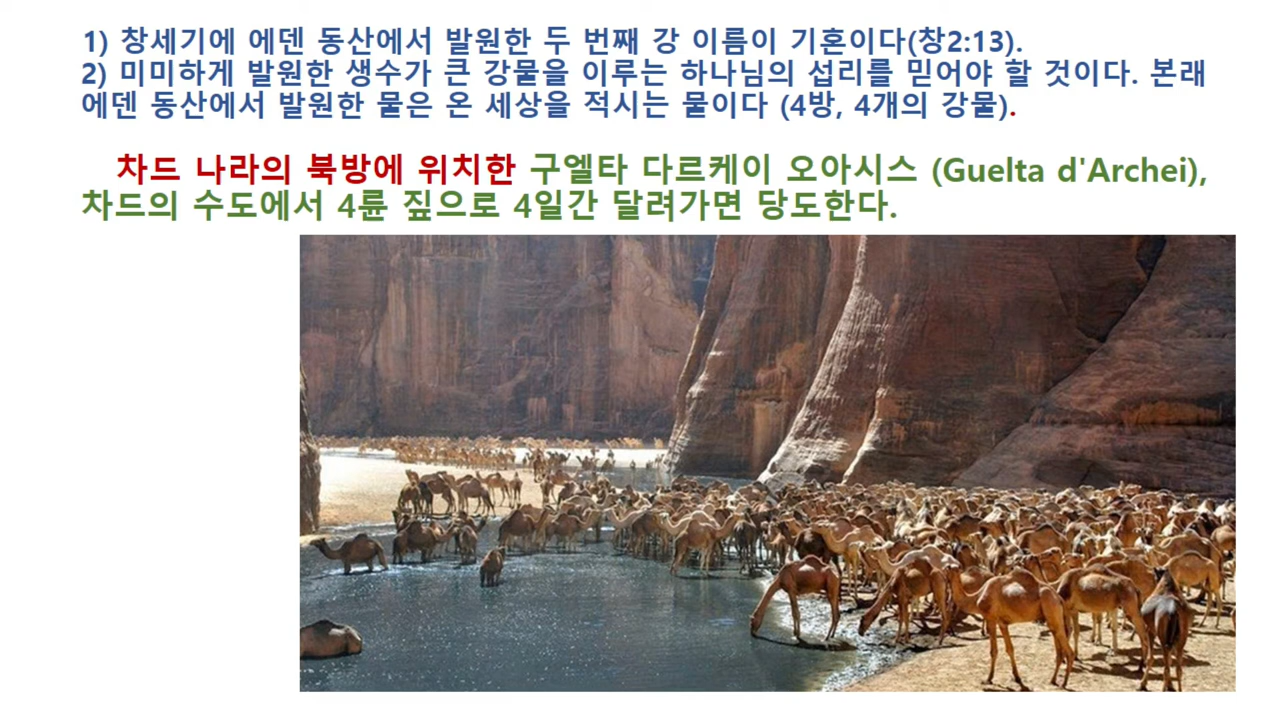 1) 창세기에 에덴 동산에서 발원한 두 번째 강 이름이 기혼이다(창2:13).
2) 미미하게 발원한 생수가 큰 강물을 이루는 하나님의 섭리를 믿어야 할 것이다. 본래
에덴 동산에서 발원한 물은 온 세상을 적시는 물이다 (4방, 4개의 강물).
차드 나라의 북방에 위치한 구엘타 다르케이 오아시스 (Guelta d'Archei),
차드의 수도에서 4륜 짚으로 4일간 달려가면 당도한다.